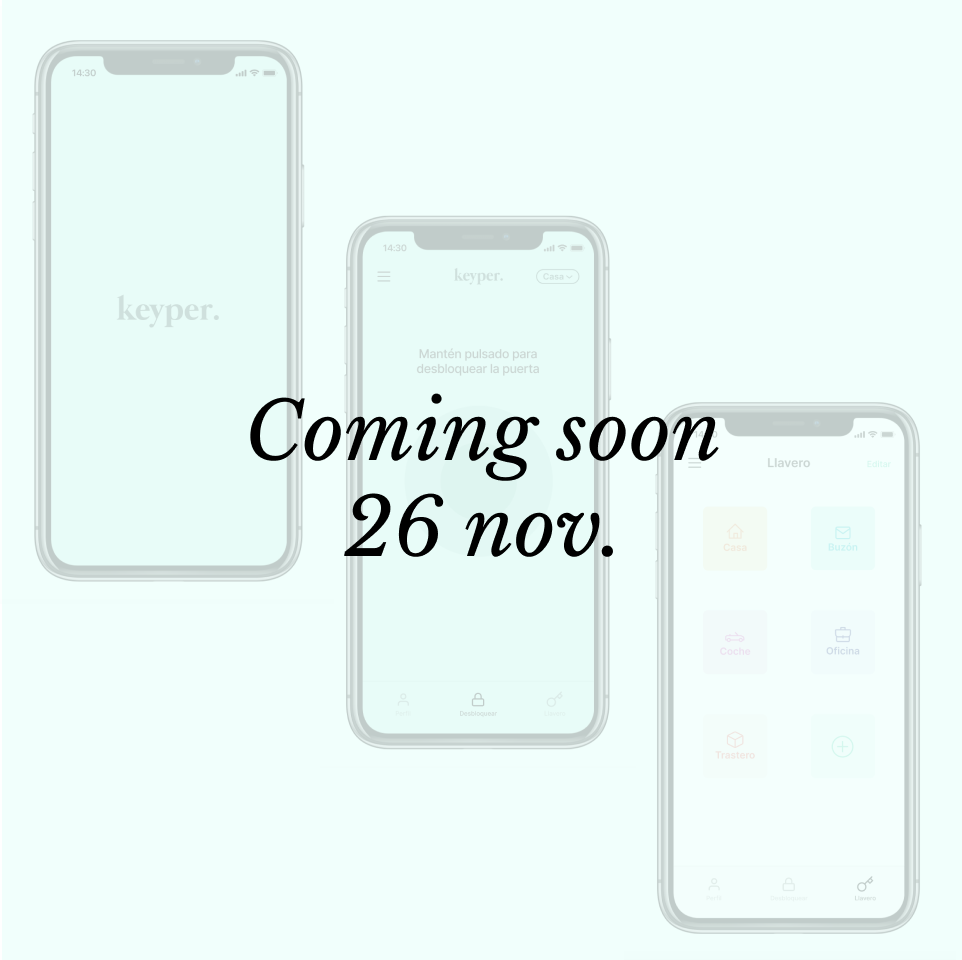 14:30
keyper.
14:30
keyper.
Casa
Mantén pulsado para
desbloquear la puerta
Coming soon
26 nov.
Perfil
Desbloquear
Llavero
Llavero
Editar
Casa
Buzón
Coche
Oficina
Trastero
Perfil
Desbloquear
Llavero